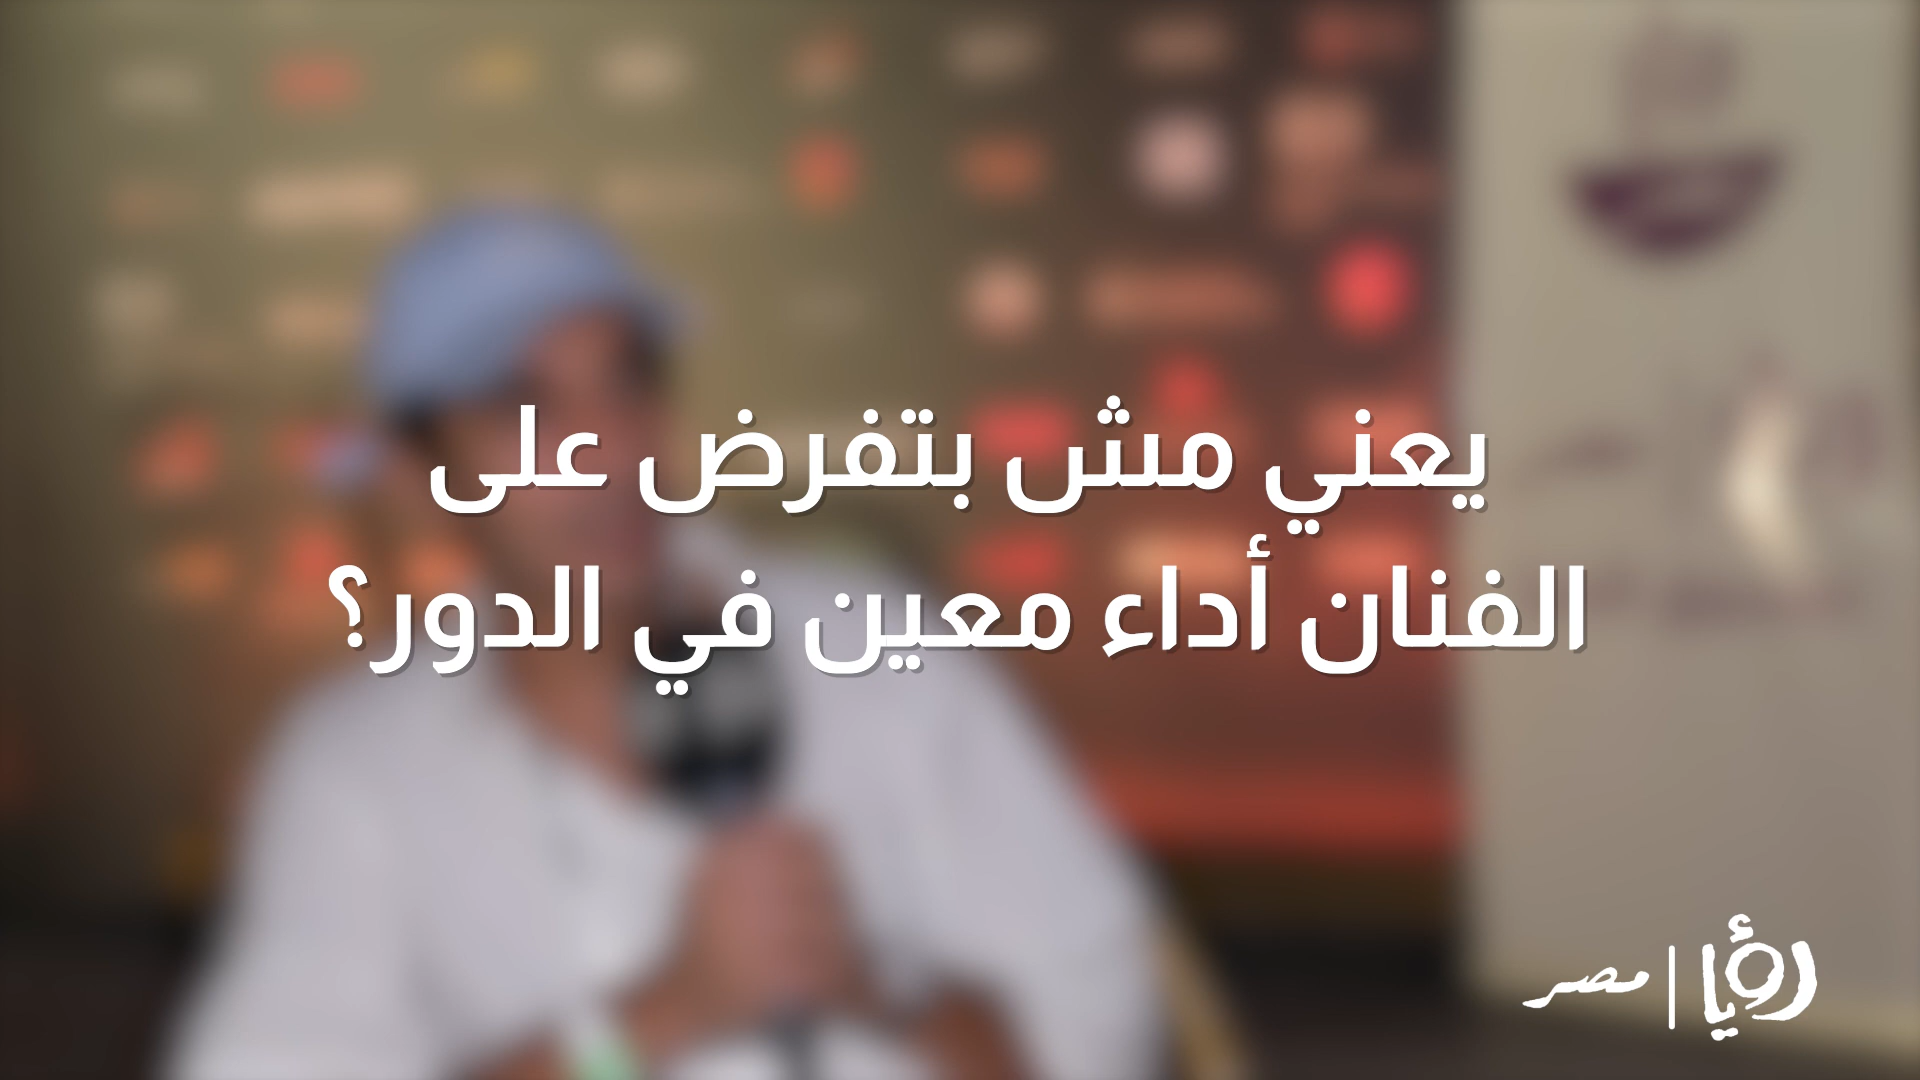 يعني مش بتفرض على
الفنان أداء معين في الدور؟
رؤيا | مصر